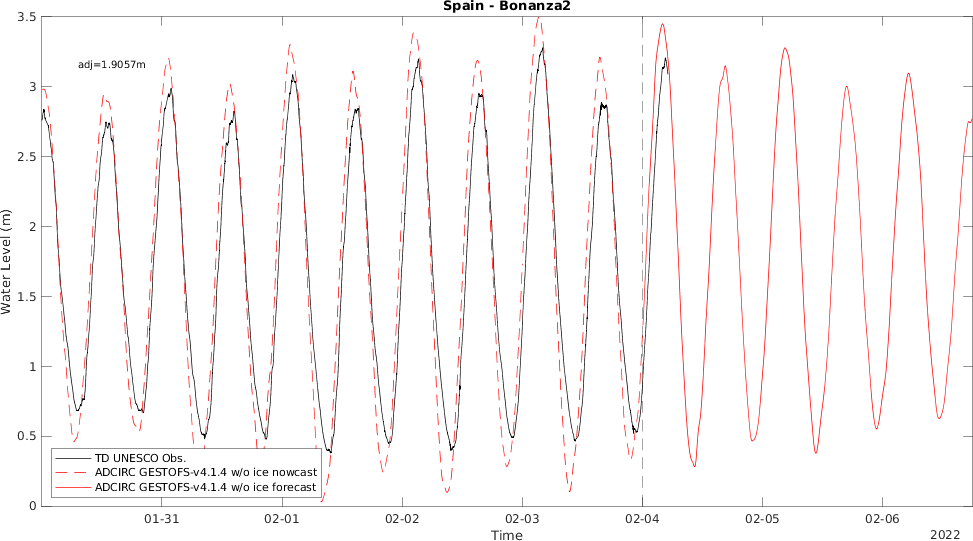 Spain - Bonanza2
3.5
adj=1.9057m
3
2.5
2
Water Level (m)
1.5
1
0.5
TD UNESCO Obs.
ADCIRC GESTOFS-v4.1.4 w/o ice nowcast
ADCIRC GESTOFS-v4.1.4 w/o ice forecast
0
01-31 02-01 02-02 02-03 02-04 02-05 02-06
Time
2022